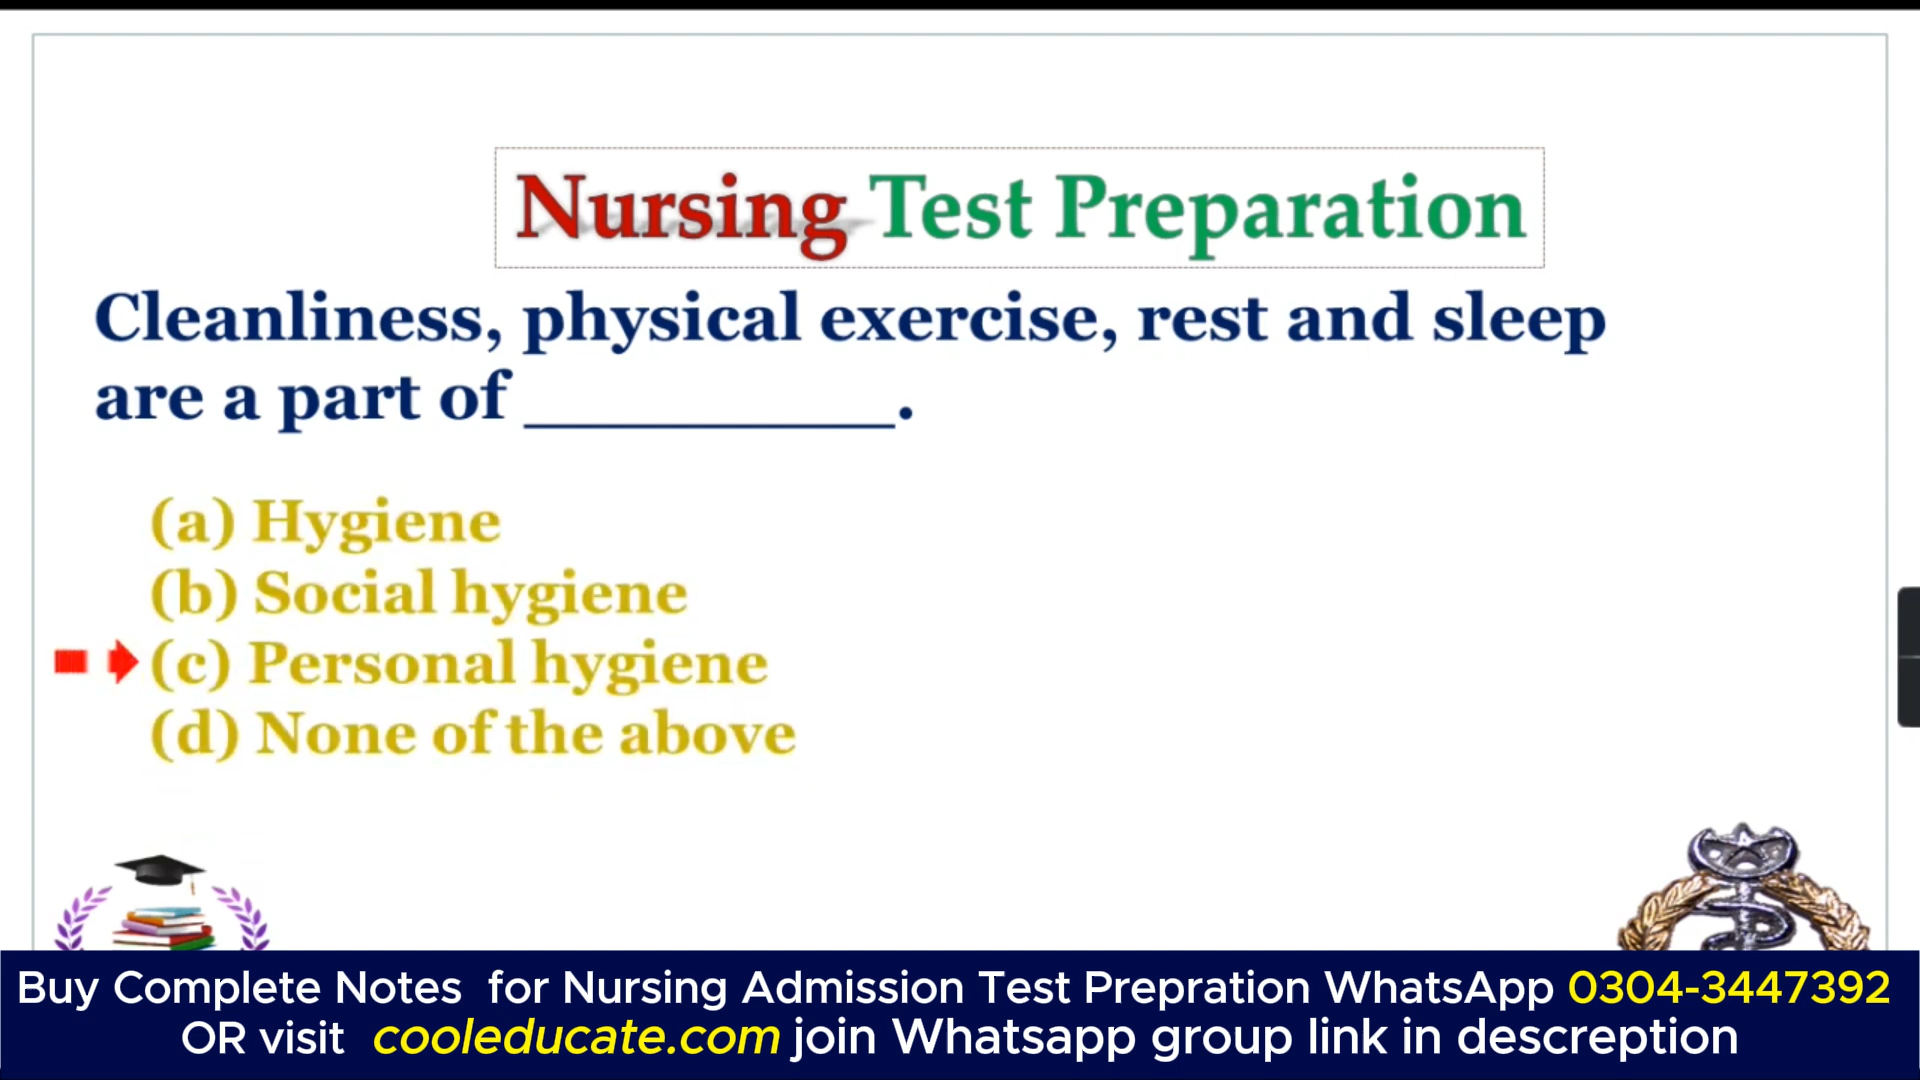 Nursing Test Preparation
Cleanliness, physical exercise, rest and sleep
are a part of ___________.
(a) Hygiene
(b) Social hygiene
(c) Personal hygiene
(d) None of the above
Buy Complete Notes for Nursing Admission Test Prepration WhatsApp 0304-3447392
OR visit cooleducate.com join Whatsapp group link in descreption